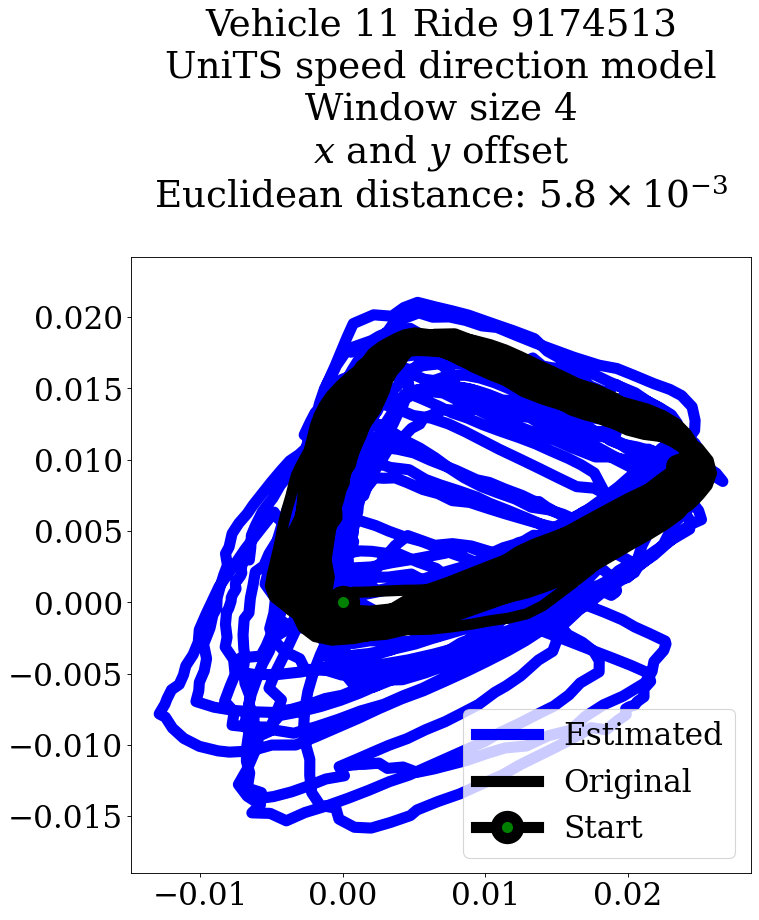 Vehicle 11 Ride 9174513
UniTS speed direction model
Window size 4
x and y offset
Euclidean distance: 5.8 × 10⁻³
0.020
0.015
0.010
0.005
0.000
−0.005
−0.010
−0.015
Estimated
Original
Start
−0.01 0.00 0.01 0.02